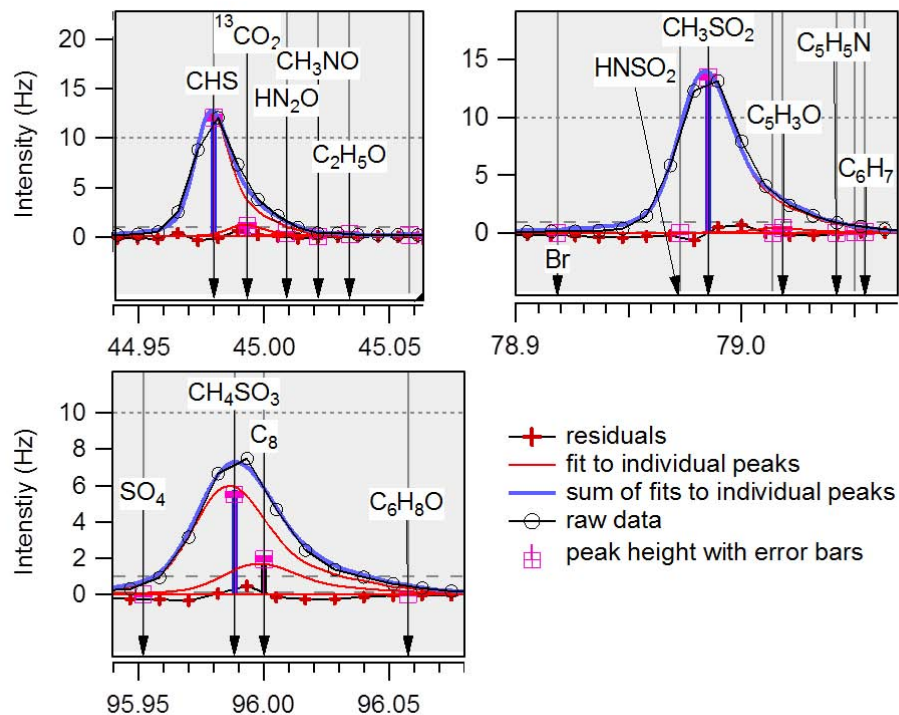 Intensity (Hz)
20
15
10
5
0
¹³CO₂
CH₃NO
CHS
HN₂O
C₂H₅O
44.95
45.00
45.05
15
10
5
0
CH₃SO₂
C₅H₅N
HNSO₂
C₅H₃O
C₆H₇
Br
78.9
79.0
Intenstiy (Hz)
10
8
6
4
2
0
CH₄SO₃
C₈
SO₄
C₆H₈O
95.95
96.00
96.05
residuals
fit to individual peaks
sum of fits to individual peaks
raw data
peak height with error bars